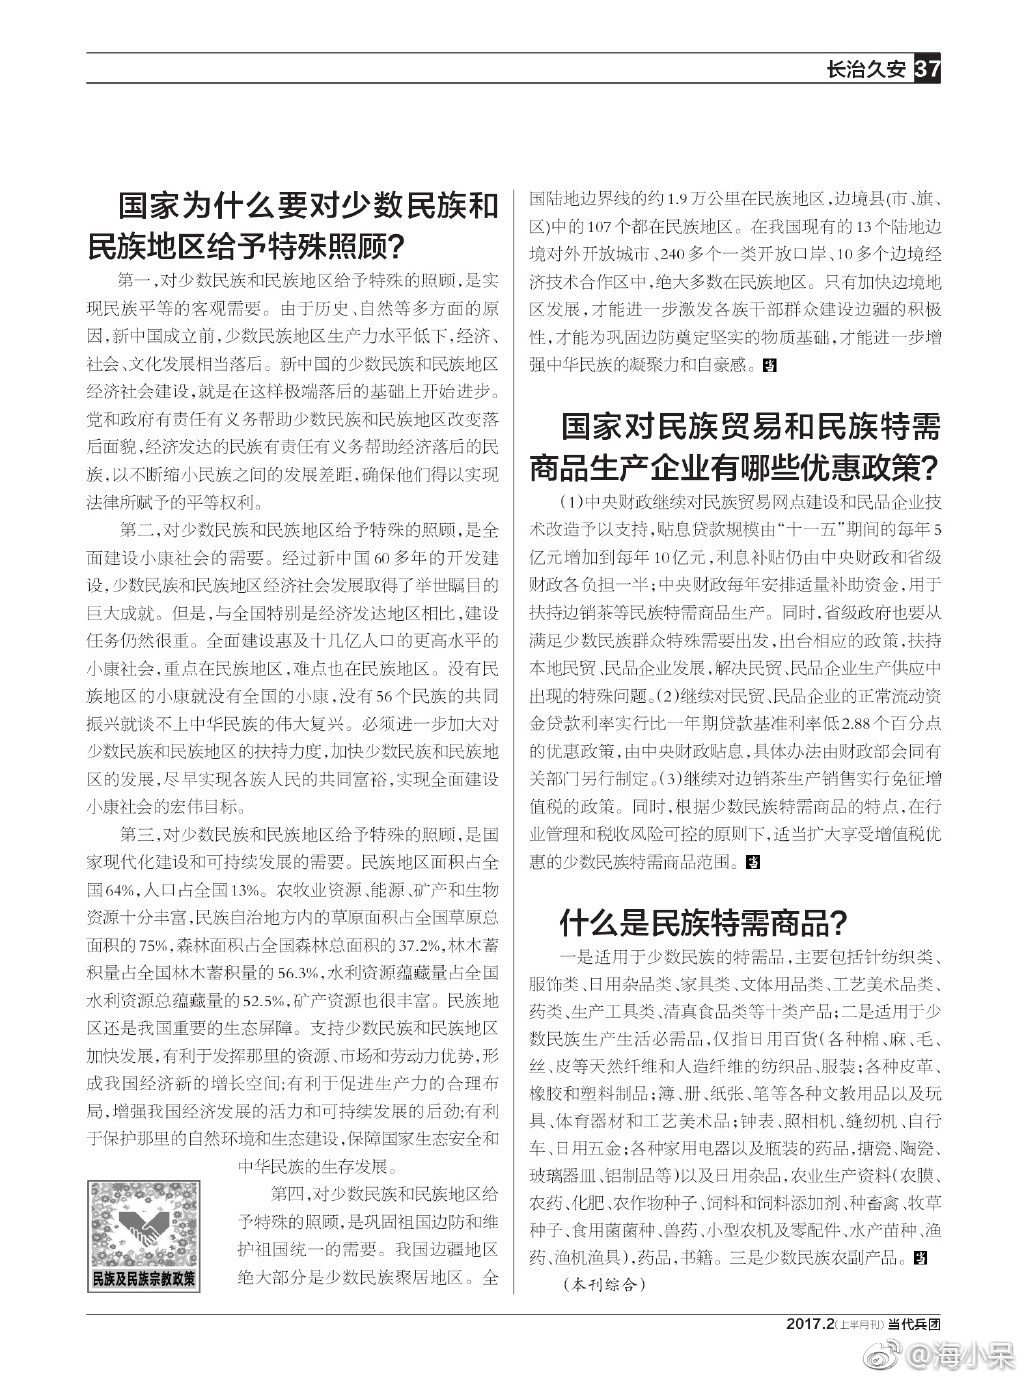 长治久安 37
国家为什么要对少数民族和
民族地区给予特殊照顾?
第一,对少数民族和民族地区给予特殊的照顾,是实
现民族平等的客观需要。由于历史、自然等多方面的原
因,新中国成立前,少数民族地区生产力水平低下,经济、
社会、文化发展相当落后。新中国的少数民族和民族地区
经济社会建设,就是在这样极端落后的基础上开始进步。
党和政府有责任有义务帮助少数民族和民族地区改变落
后面貌,经济发达的民族有责任有义务帮助经济落后的民
族,以不断缩小民族之间的发展差距,确保他们得以实现
法律所赋予的平等权利。
第二,对少数民族和民族地区给予特殊的照顾,是全
面建设小康社会的需要。经过新中国60多年的开发建
设,少数民族和民族地区经济社会发展取得了举世瞩目的
巨大成就。但是,与全国特别是经济发达地区相比,建设
任务仍然很重。全面建设惠及十几亿人口的更高水平的
小康社会,重点在民族地区,难点也在民族地区。没有民
族地区的小康就没有全国的小康,没有56个民族的共同
振兴就谈不上中华民族的伟大复兴。必须进一步加大对
少数民族和民族地区的扶持力度,加快少数民族和民族地
区的发展,尽早实现各族人民的共同富裕,实现全面建设
小康社会的宏伟目标。
第三,对少数民族和民族地区给予特殊的照顾,是国
家现代化建设和可持续发展的需要。民族地区面积占全
国64%,人口占全国13%。农牧业资源、能源、矿产和生物
资源十分丰富,民族自治地方内的草原面积占全国草原总
面积的75%,森林面积占全国森林总面积的37.2%,林木蓄
积量占全国林木蓄积量的56.3%,水利资源蕴藏量占全国
水利资源总蕴藏量的52.5%,矿产资源也很丰富。民族地
区还是我国重要的生态屏障。支持少数民族和民族地区
加快发展,有利于发挥那里的资源、市场和劳动力优势,形
成我国经济新的增长空间;有利于促进生产力的合理布
局,增强我国经济发展的活力和可持续发展的后劲;有利
于保护那里的自然环境和生态建设,保障国家生态安全和
中华民族的生存发展。
第四,对少数民族和民族地区给
予特殊的照顾,是巩固祖国边防和维
护祖国统一的需要。我国边疆地区
绝大部分是少数民族聚居地区。全
民族及民族宗教政策
国陆地边界线的约1.9万公里在民族地区,边境县(市、旗、
区)中的107个都在民族地区。在我国现有的13个陆地边
境对外开放城市、240多个一类开放口岸、10多个边境经
济技术合作区中,绝大多数在民族地区。只有加快边境地
区发展,才能进一步激发各族干部群众建设边疆的积极
性,才能为巩固边防奠定坚实的物质基础,才能进一步增
强中华民族的凝聚力和自豪感。
国家对民族贸易和民族特需
商品生产企业有哪些优惠政策?
(1)中央财政继续对民族贸易网点建设和民品企业技
术改造予以支持,贴息贷款规模由“十一五”期间的每年5
亿元增加到每年10亿元,利息补贴仍由中央财政和省级
财政各负担一半;中央财政每年安排适量补助资金,用于
扶持边销茶等民族特需商品生产。同时,省级政府也要从
满足少数民族群众特殊需要出发,出台相应的政策,扶持
本地民贸、民品企业发展,解决民贸、民品企业生产供应中
出现的特殊问题。(2)继续对民贸、民品企业的正常流动资
金贷款利率实行比一年期贷款基准利率低2.88个百分点
的优惠政策,由中央财政贴息,具体办法由财政部会同有
关部门另行制定。(3)继续对边销茶生产销售实行免征增
值税的政策。同时,根据少数民族特需商品的特点,在行
业管理和税收风险可控的原则下,适当扩大享受增值税优
惠的少数民族特需商品范围。
什么是民族特需商品?
一是适用于少数民族的特需品,主要包括针纺织类、
服饰类、日用杂品类、家具类、文体用品类、工艺美术品类、
药类、生产工具类、清真食品类等十类产品;二是适用于少
数民族生产生活必需品,仅指日用百货(各种棉、麻、毛、
丝、皮等天然纤维和人造纤维的纺织品、服装;各种皮革、
橡胶和塑料制品;簿、册、纸张、笔等各种文教用品以及玩
具、体育器材和工艺美术品;钟表、照相机、缝纫机、自行
车、日用五金;各种家用电器以及瓶装的药品,搪瓷、陶瓷、
玻璃器皿、铝制品等)以及日用杂品,农业生产资料(农膜、
农药、化肥、农作物种子、饲料和饲料添加剂、种畜禽、牧草
种子、食用菌菌种、兽药、小型农机及零配件、水产苗种、渔
药、渔机渔具),药品,书籍。三是少数民族农副产品。
(本刊综合)
2017.2(上半月刊) 当代兵团
@海小呆